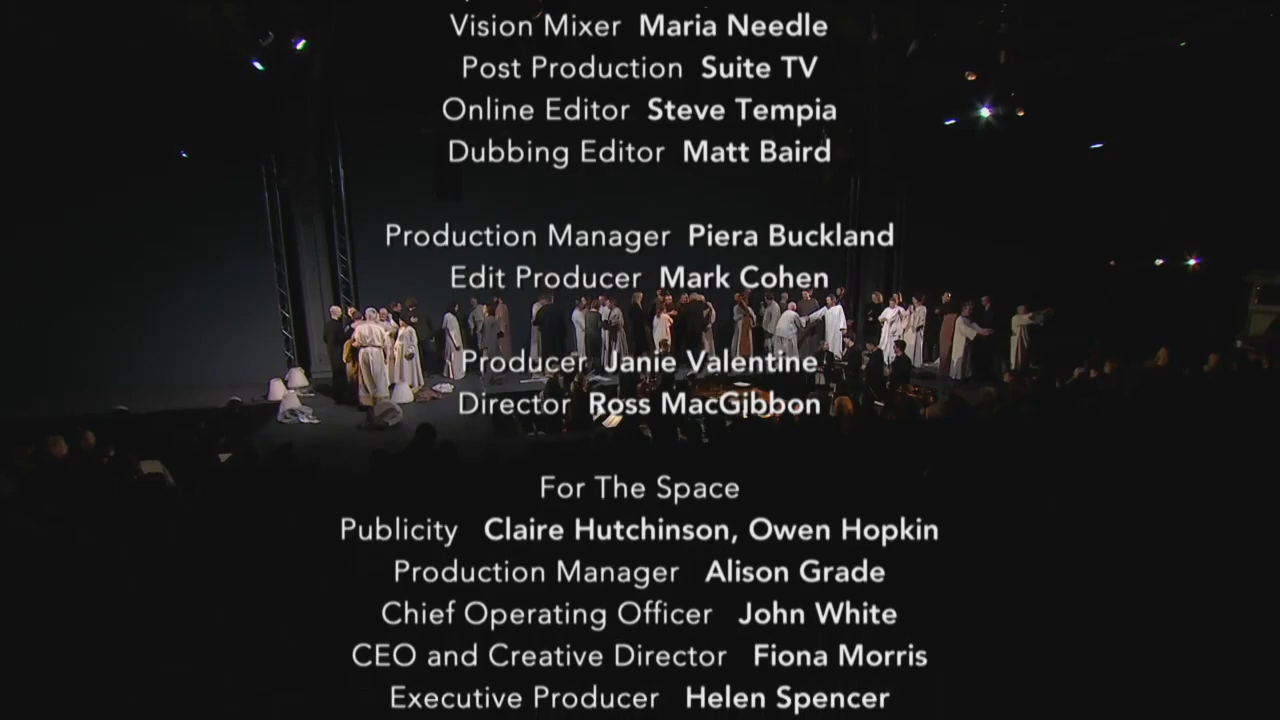 Vision Mixer Maria Needle
Post Production Suite TV
Online Editor Steve Tempia
Dubbing Editor Matt Baird
Production Manager Piera Buckland
Edit Producer Mark Cohen
Producer Janie Valentine
Director Ross MacGibbon
For The Space
Publicity Claire Hutchinson, Owen Hopkin
Production Manager Alison Grade
Chief Operating Officer John White
CEO and Creative Director Fiona Morris
Executive Producer Helen Spencer